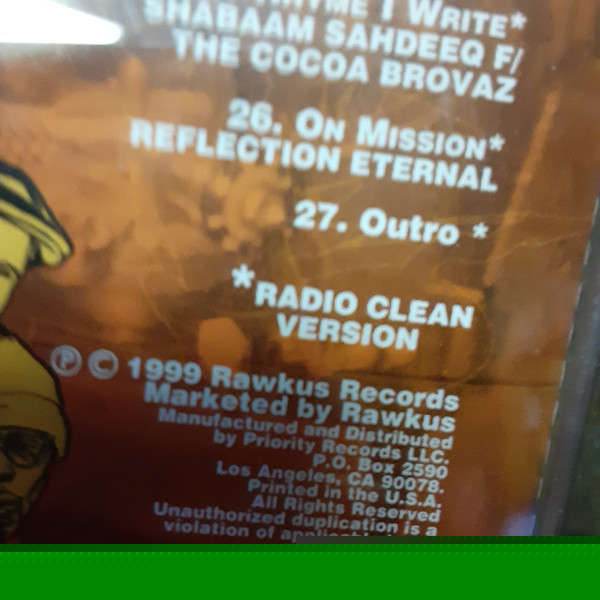 RHYME I WRITE*
SHABAAM SAHDEEQ F/
THE COCOA BROVAZ
26. ON MISSION*
REFLECTION ETERNAL
27. Outro *
*RADIO CLEAN
VERSION
℗ © 1999 Rawkus Records
Marketed by Rawkus
Manufactured and Distributed
by Priority Records LLC.
P.O. Box 2590
Los Angeles, CA 90078.
Printed in the U.S.A.
All Rights Reserved
Unauthorized duplication is a
violation of